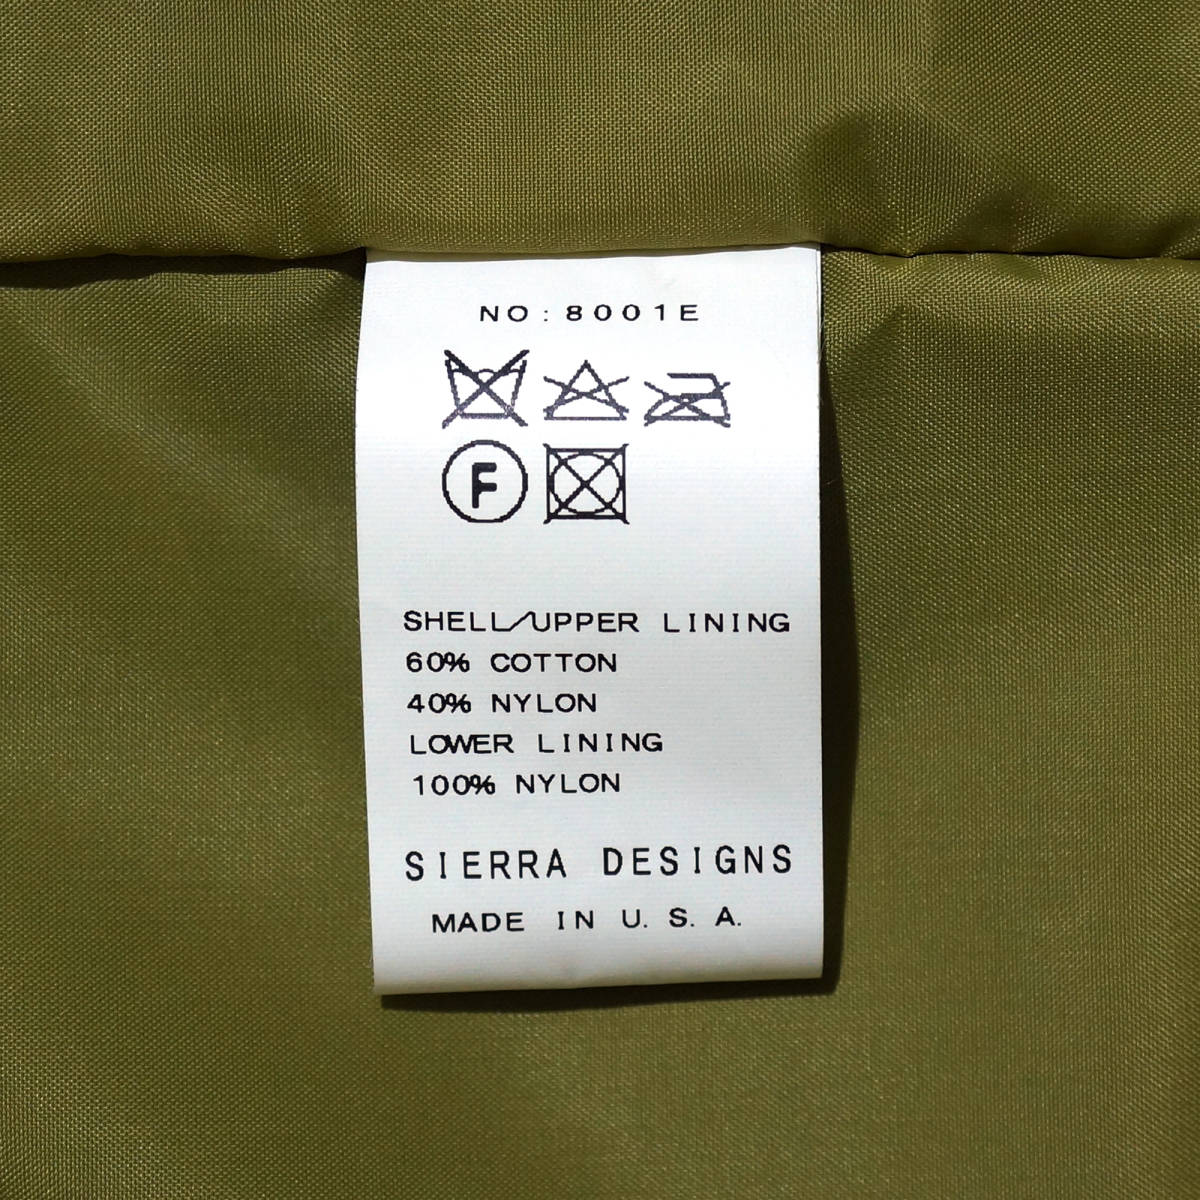 NO:8001E
F
SHELL/UPPER LINING
60% COTTON
40% NYLON
LOWER LINING
100% NYLON
SIERRA DESIGNS
MADE IN U.S.A.